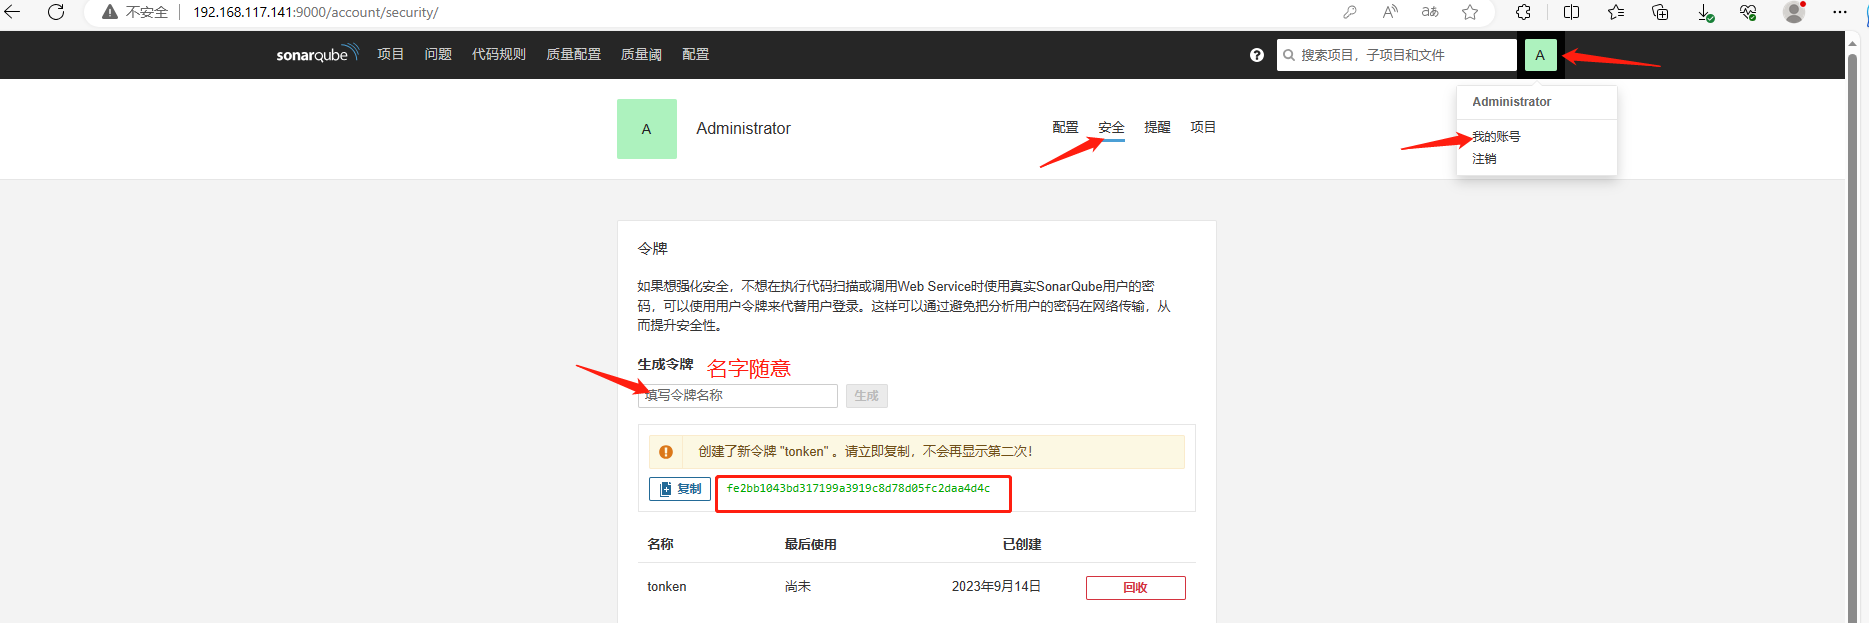 不安全 192.168.117.141:9000/account/security/
sonarqube 项目 问题 代码规则 质量配置 质量阈 配置 搜索项目，子项目和文件 A
A Administrator 配置 安全 提醒 项目
Administrator
我的账号
注销
令牌
如果想强化安全，不想在执行代码扫描或调用Web Service时使用真实SonarQube用户的密
码，可以使用用户令牌来代替用户登录。这样可以通过避免把分析用户的密码在网络传输，从
而提升安全性。
生成令牌 名字随意
填写令牌名称 生成
创建了新令牌 "tonken" 。请立即复制，不会再显示第二次！
复制 fe2bb1043bd317199a3919c8d78d05fc2daa4d4c
名称 最后使用 已创建
tonken 尚未 2023年9月14日 回收